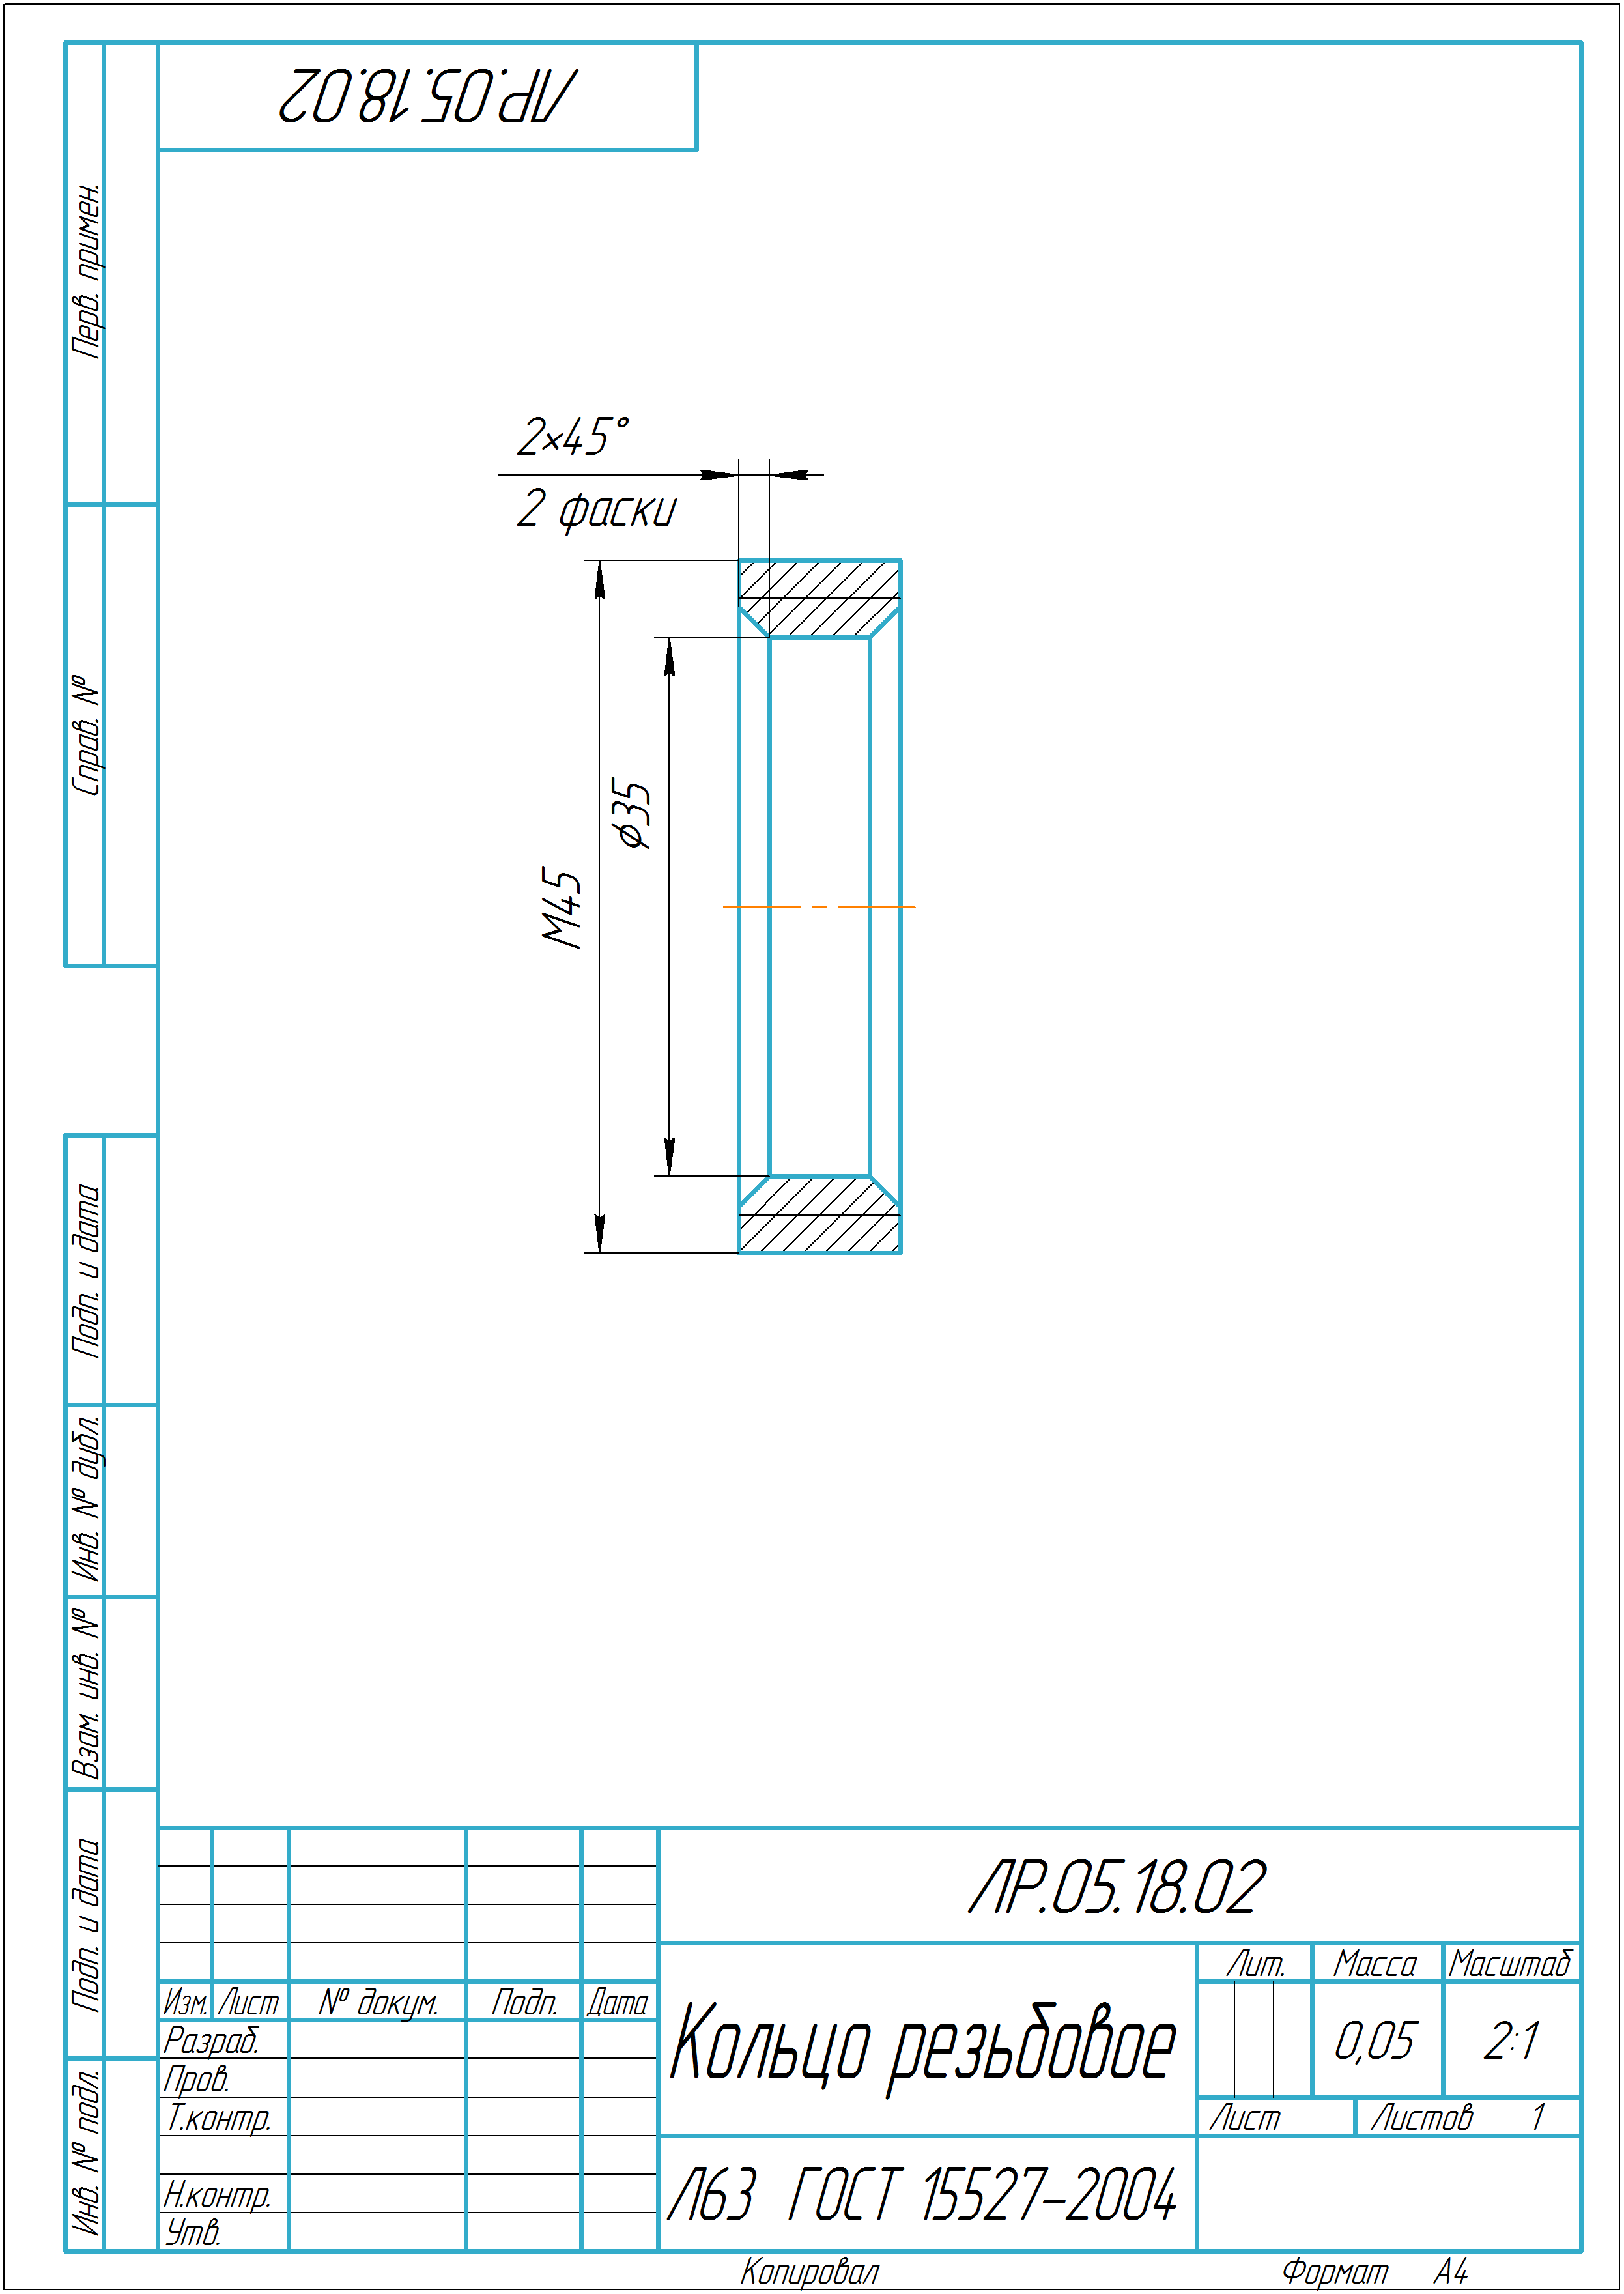 ЛР.05.18.02
Перв. примен.
Справ. №
Подп. и дата
Инв. № дубл.
Взам. инв. №
Подп. и дата
Инв. № подл.
2×45°
2 фаски
M45
⌀35
ЛР.05.18.02
Изм. Лист № докум. Подп. Дата
Разраб.
Пров.
Т.контр.
Н.контр.
Утв.
Кольцо резьбовое
Лит. Масса Масштаб
0,05 2:1
Лист Листов 1
Л63 ГОСТ 15527-2004
Копировал Формат А4